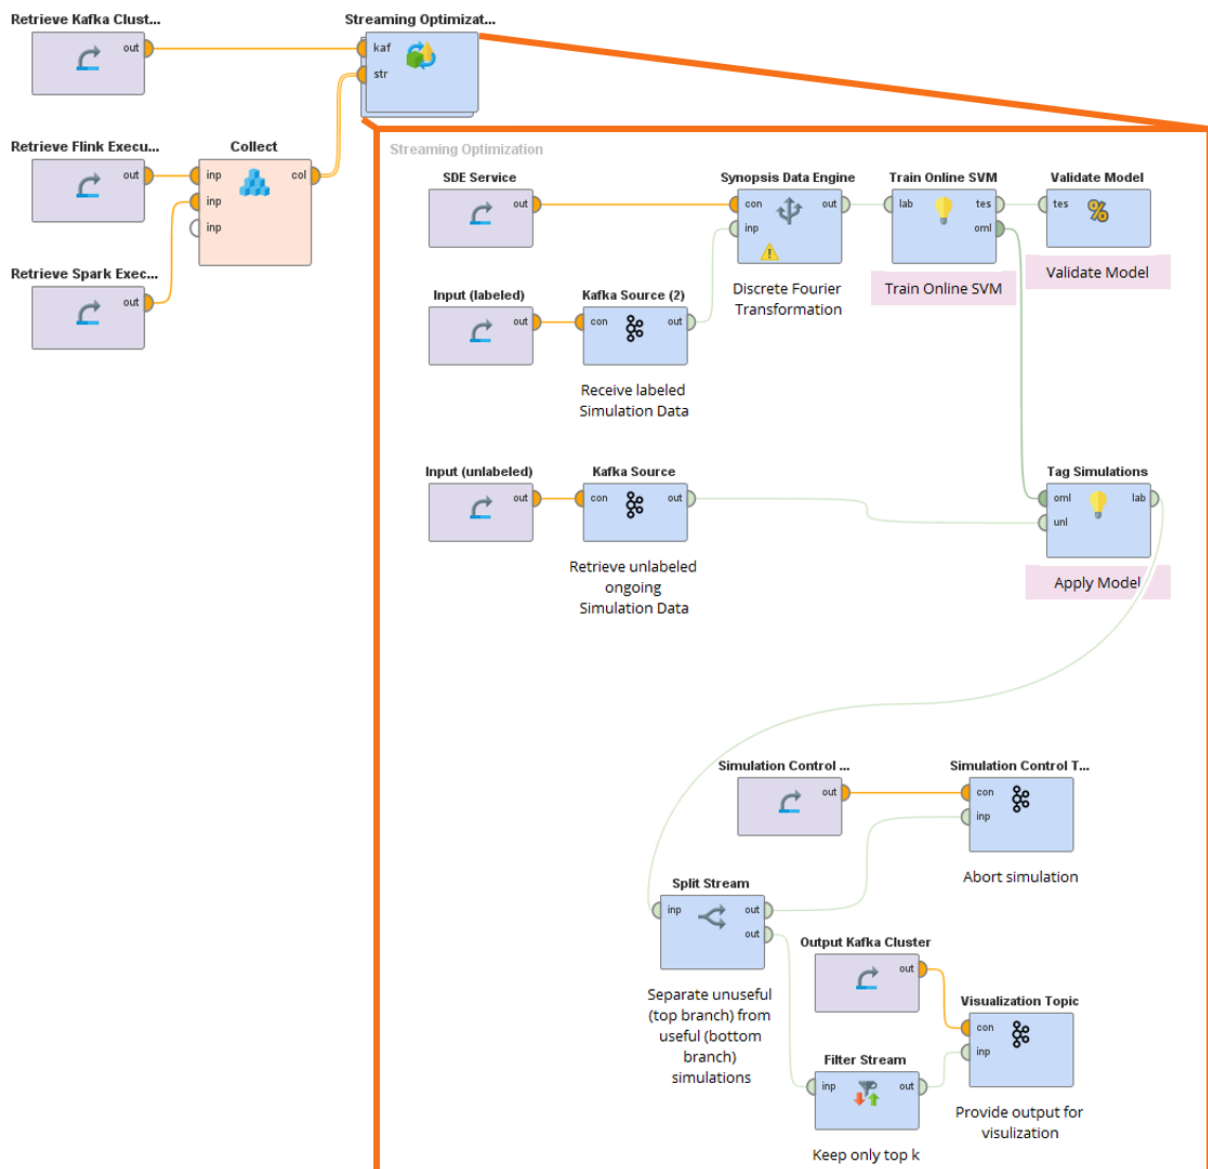 Retrieve Kafka Clust...
out
Streaming Optimizat...
kaf
str
Retrieve Flink Execu...
out
Collect
inp
inp
inp
col
Retrieve Spark Exec...
out
Streaming Optimization
SDE Service
out
Synopsis Data Engine
con
inp
out
Discrete Fourier
Transformation
Train Online SVM
lab
tes
oml
Train Online SVM
Validate Model
tes
Validate Model
Input (labeled)
out
Kafka Source (2)
con
out
Receive labeled
Simulation Data
Input (unlabeled)
out
Kafka Source
con
out
Retrieve unlabeled
ongoing
Simulation Data
Tag Simulations
oml
unl
lab
Apply Model
Simulation Control ...
out
Simulation Control T...
con
inp
Abort simulation
Split Stream
inp
out
out
Separate unuseful
(top branch) from
useful (bottom
branch)
simulations
Output Kafka Cluster
out
Visualization Topic
con
inp
Provide output for
visulization
Filter Stream
inp
out
Keep only top k